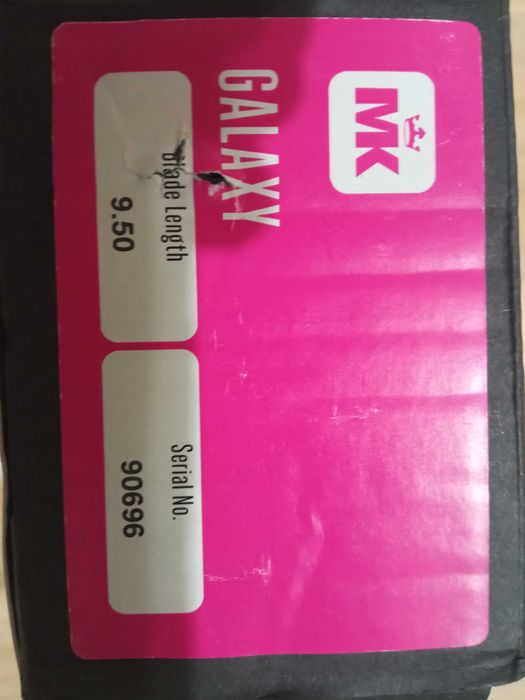 MK
GALAXY
Blade Length
9.50
Serial No.
90696